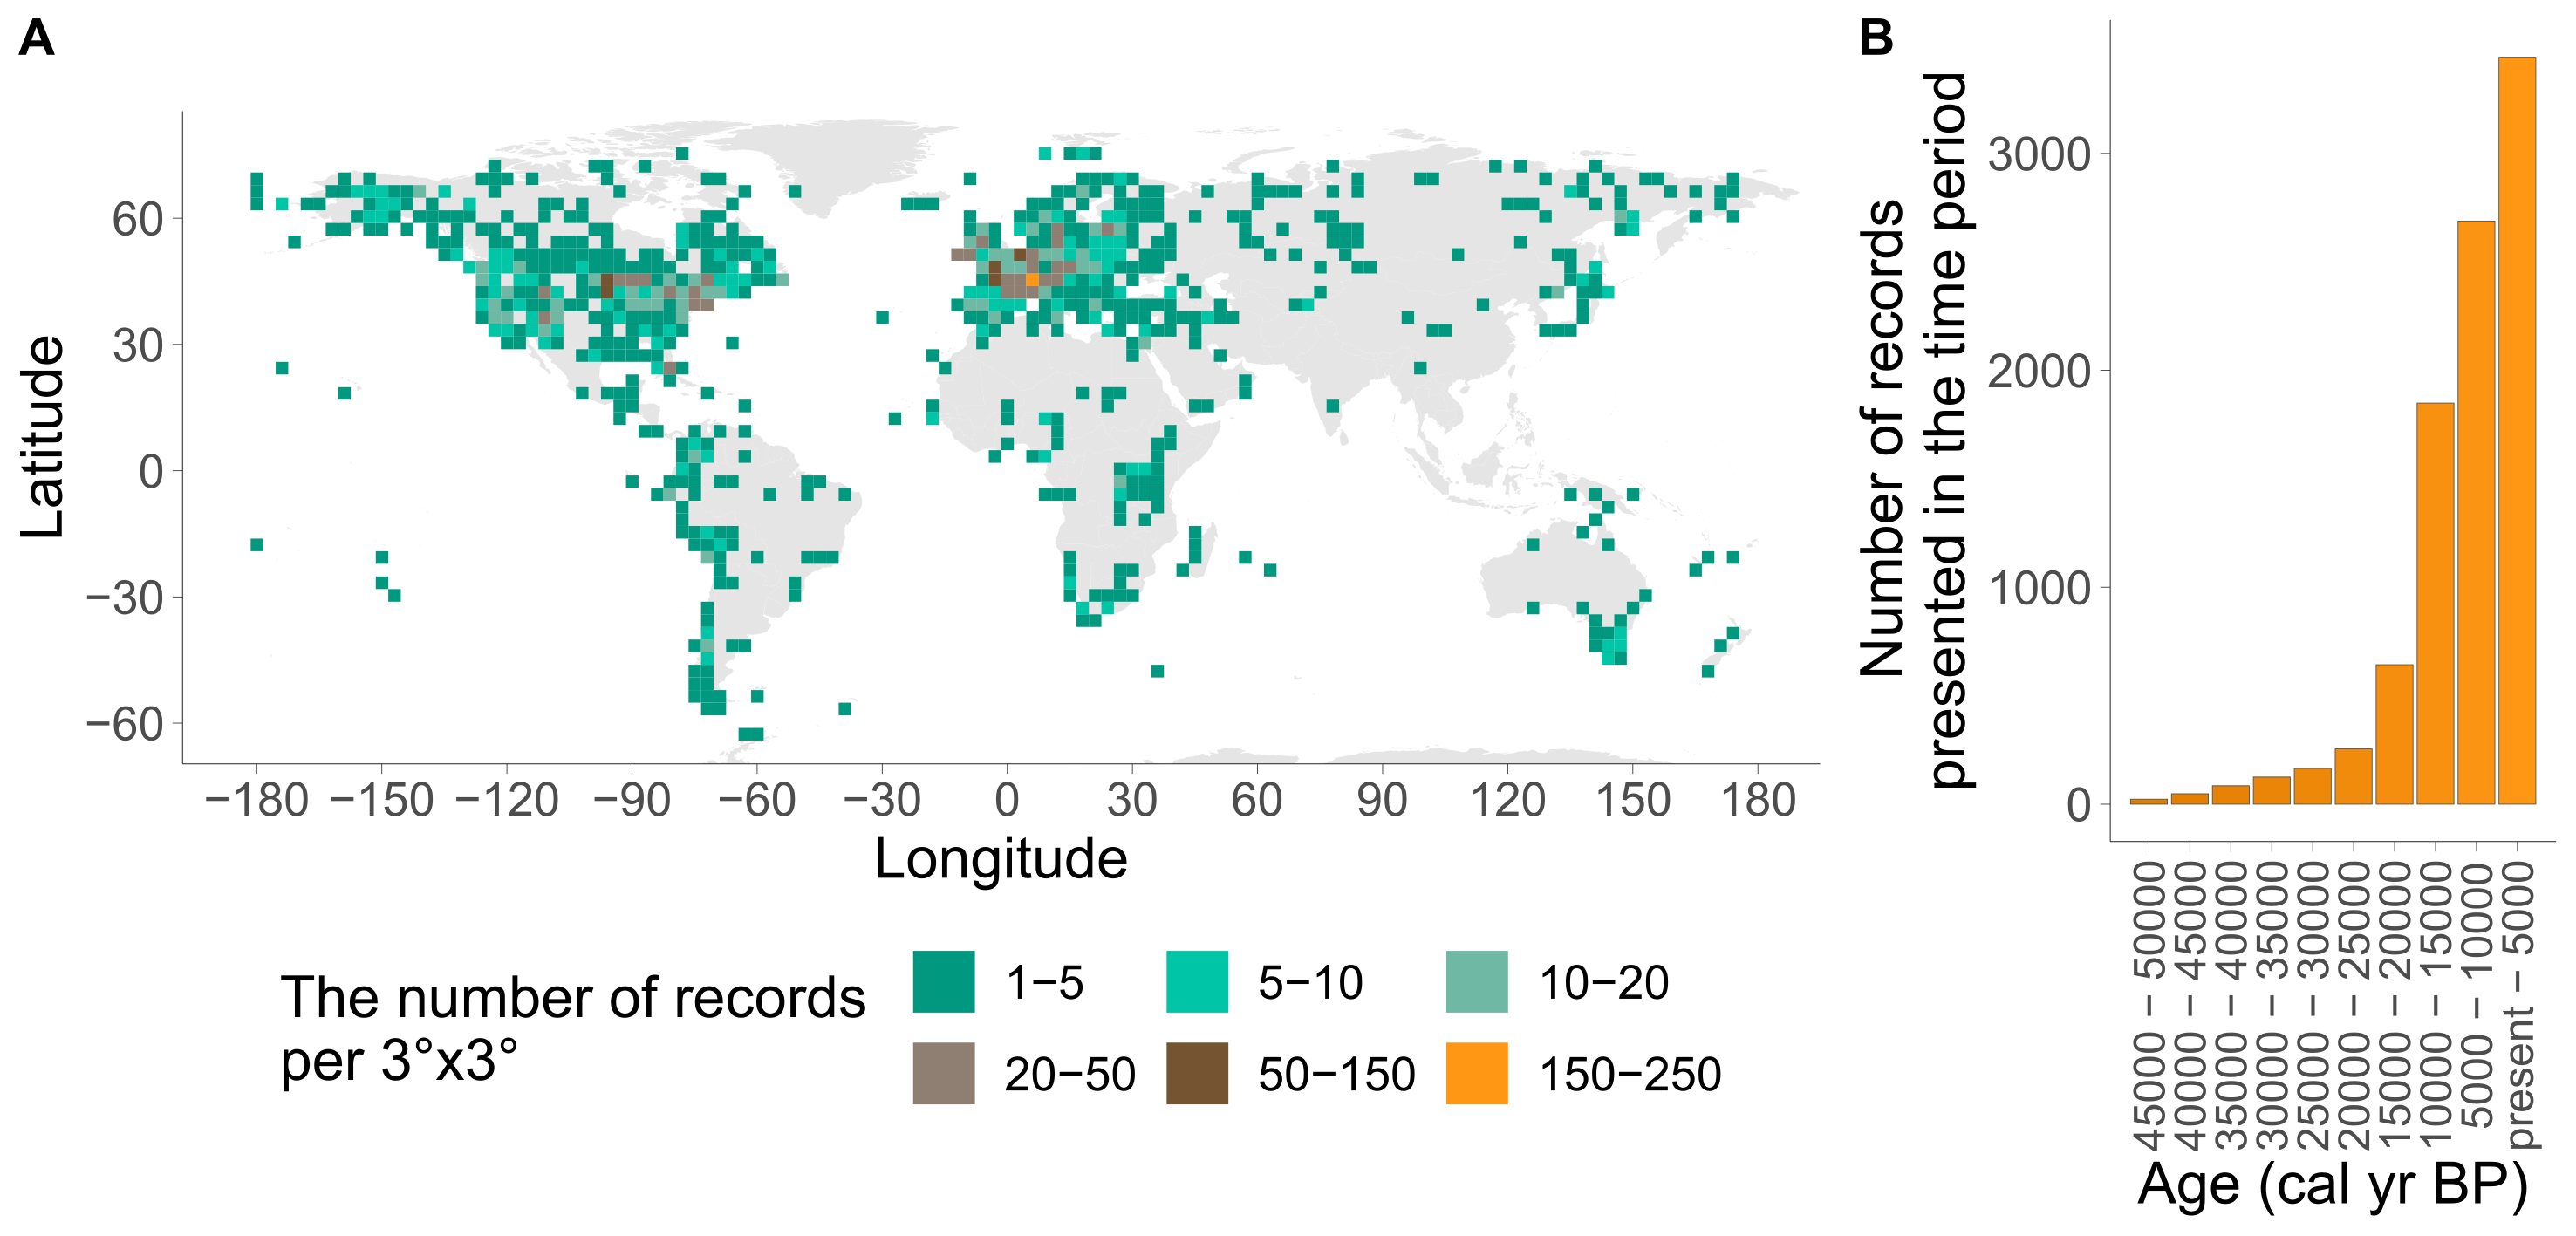 A
Latitude
60
30
0
−30
−60
−180 −150 −120 −90 −60 −30 0 30 60 90 120 150 180
Longitude
The number of records
per 3°x3°
1−5
5−10
10−20
20−50
50−150
150−250
B
Number of records
presented in the time period
3000
2000
1000
0
45000 − 50000
40000 − 45000
35000 − 40000
30000 − 35000
25000 − 30000
20000 − 25000
15000 − 20000
10000 − 15000
5000 − 10000
present − 5000
Age (cal yr BP)